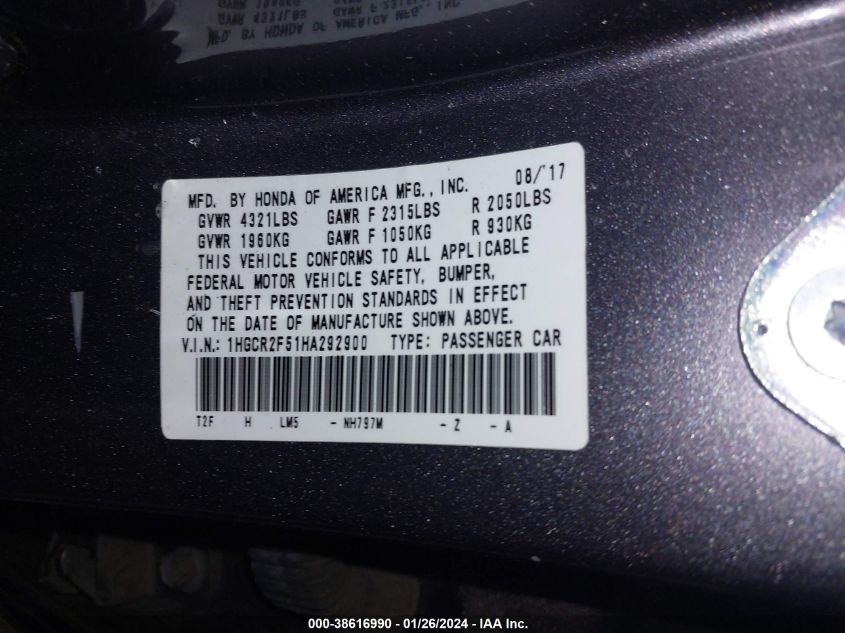 MFD. BY HONDA OF AMERICA MFG., INC. 08/'17
GVWR 4321LBS GAWR F 2315LBS R 2050LBS
GVWR 1960KG GAWR F 1050KG R 930KG
THIS VEHICLE CONFORMS TO ALL APPLICABLE
FEDERAL MOTOR VEHICLE SAFETY, BUMPER,
AND THEFT PREVENTION STANDARDS IN EFFECT
ON THE DATE OF MANUFACTURE SHOWN ABOVE.
V.I.N.: 1HGCR2F51HA292900 TYPE: PASSENGER CAR
T2F H LM5 - NH797M - Z - A
000-38616990 - 01/26/2024 - IAA Inc.